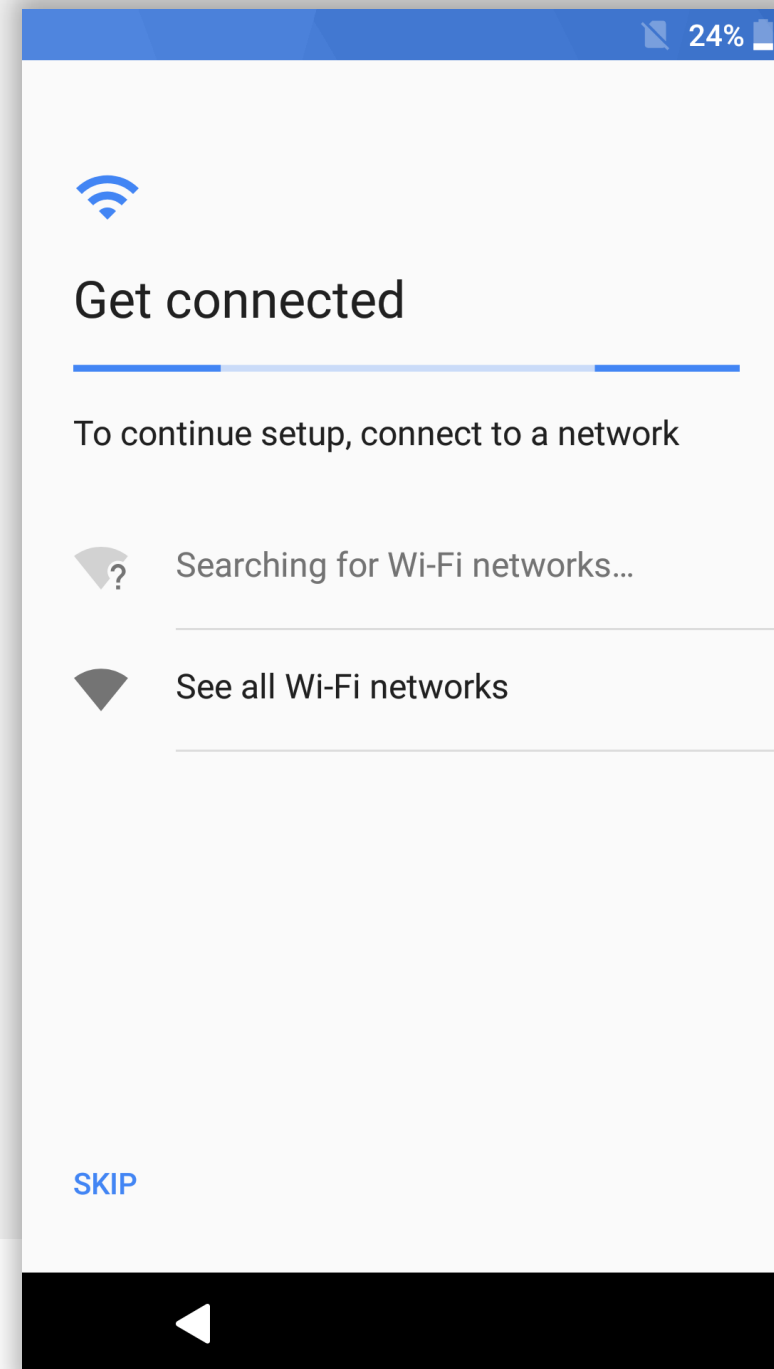 24%
Get connected
To continue setup, connect to a network
Searching for Wi-Fi networks…
See all Wi-Fi networks
SKIP